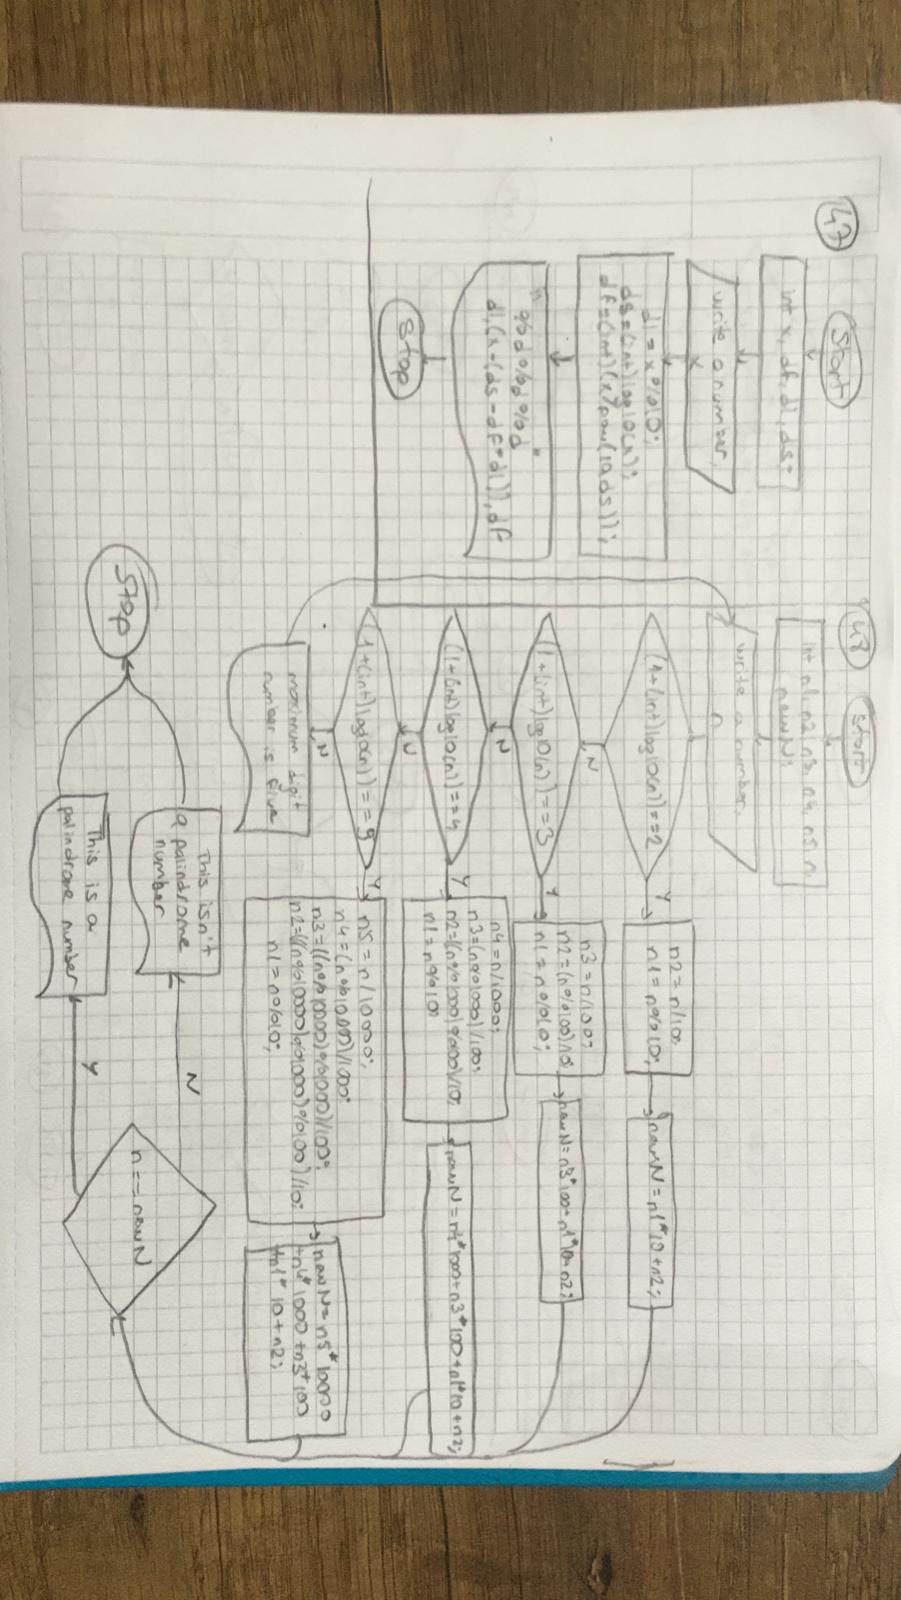 47
Start
int x, df, dl, ds;
write a number,
x
dl = x%10;
ds = (int) log10(x);
df = (int) (x/pow(10,ds));
"%d%d%d"
dl, (x-(ds-df*dl)), df
Stop
48
start
int n1, n2, n3, n4, n5, n,
newN;
write a number,
n
(1+(int)log10(n))==2
Y
n2 = n/10;
n1 = n%10;
newN = n1*10+n2;
N
1+(int)log10(n))==3
Y
n3 = n/100;
n2 = (n%100)/10;
n1 = n%10;
newN = n3*100+n1*10+n2;
N
(1+(int)log10(n))==4
Y
n4 = n/1000;
n3 = (n%1000)/100;
n2 = ((n%1000)%100)/10;
n1 = n%10
newN = n4*1000+n3*100+n1*10+n2;
N
1+(int)log10(n))==5
Y
n5 = n/10000;
n4 = (n%10000)/1000;
n3 = ((n%10000)%1000)/100;
n2 = (((n%10000)%1000)%100)/10;
n1 = n%10;
newN = n5*10000
+n4*1000+n3*100
+n1*10+n2;
N
maximum digit
number is five
n==newN
N
This isn't
a palindrome
number
Y
This is a
palindrome number
Stop